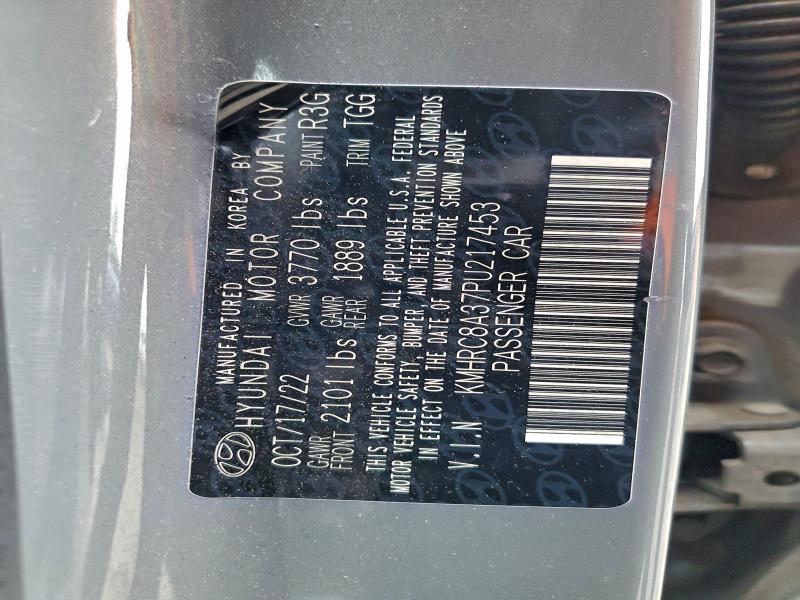 MANUFACTURED IN KOREA BY
HYUNDAI MOTOR COMPANY
OCT/17/22 GVWR 3770 lbs PAINT R3G
GAWR FRONT 2101 lbs GAWR REAR 1889 lbs TRIM TGG
THIS VEHICLE CONFORMS TO ALL APPLICABLE U.S.A. FEDERAL
MOTOR VEHICLE SAFETY, BUMPER, AND THEFT PREVENTION STANDARDS
IN EFFECT ON THE DATE OF MANUFACTURE SHOWN ABOVE
V.I.N KMHRC8A37PU217453
PASSENGER CAR